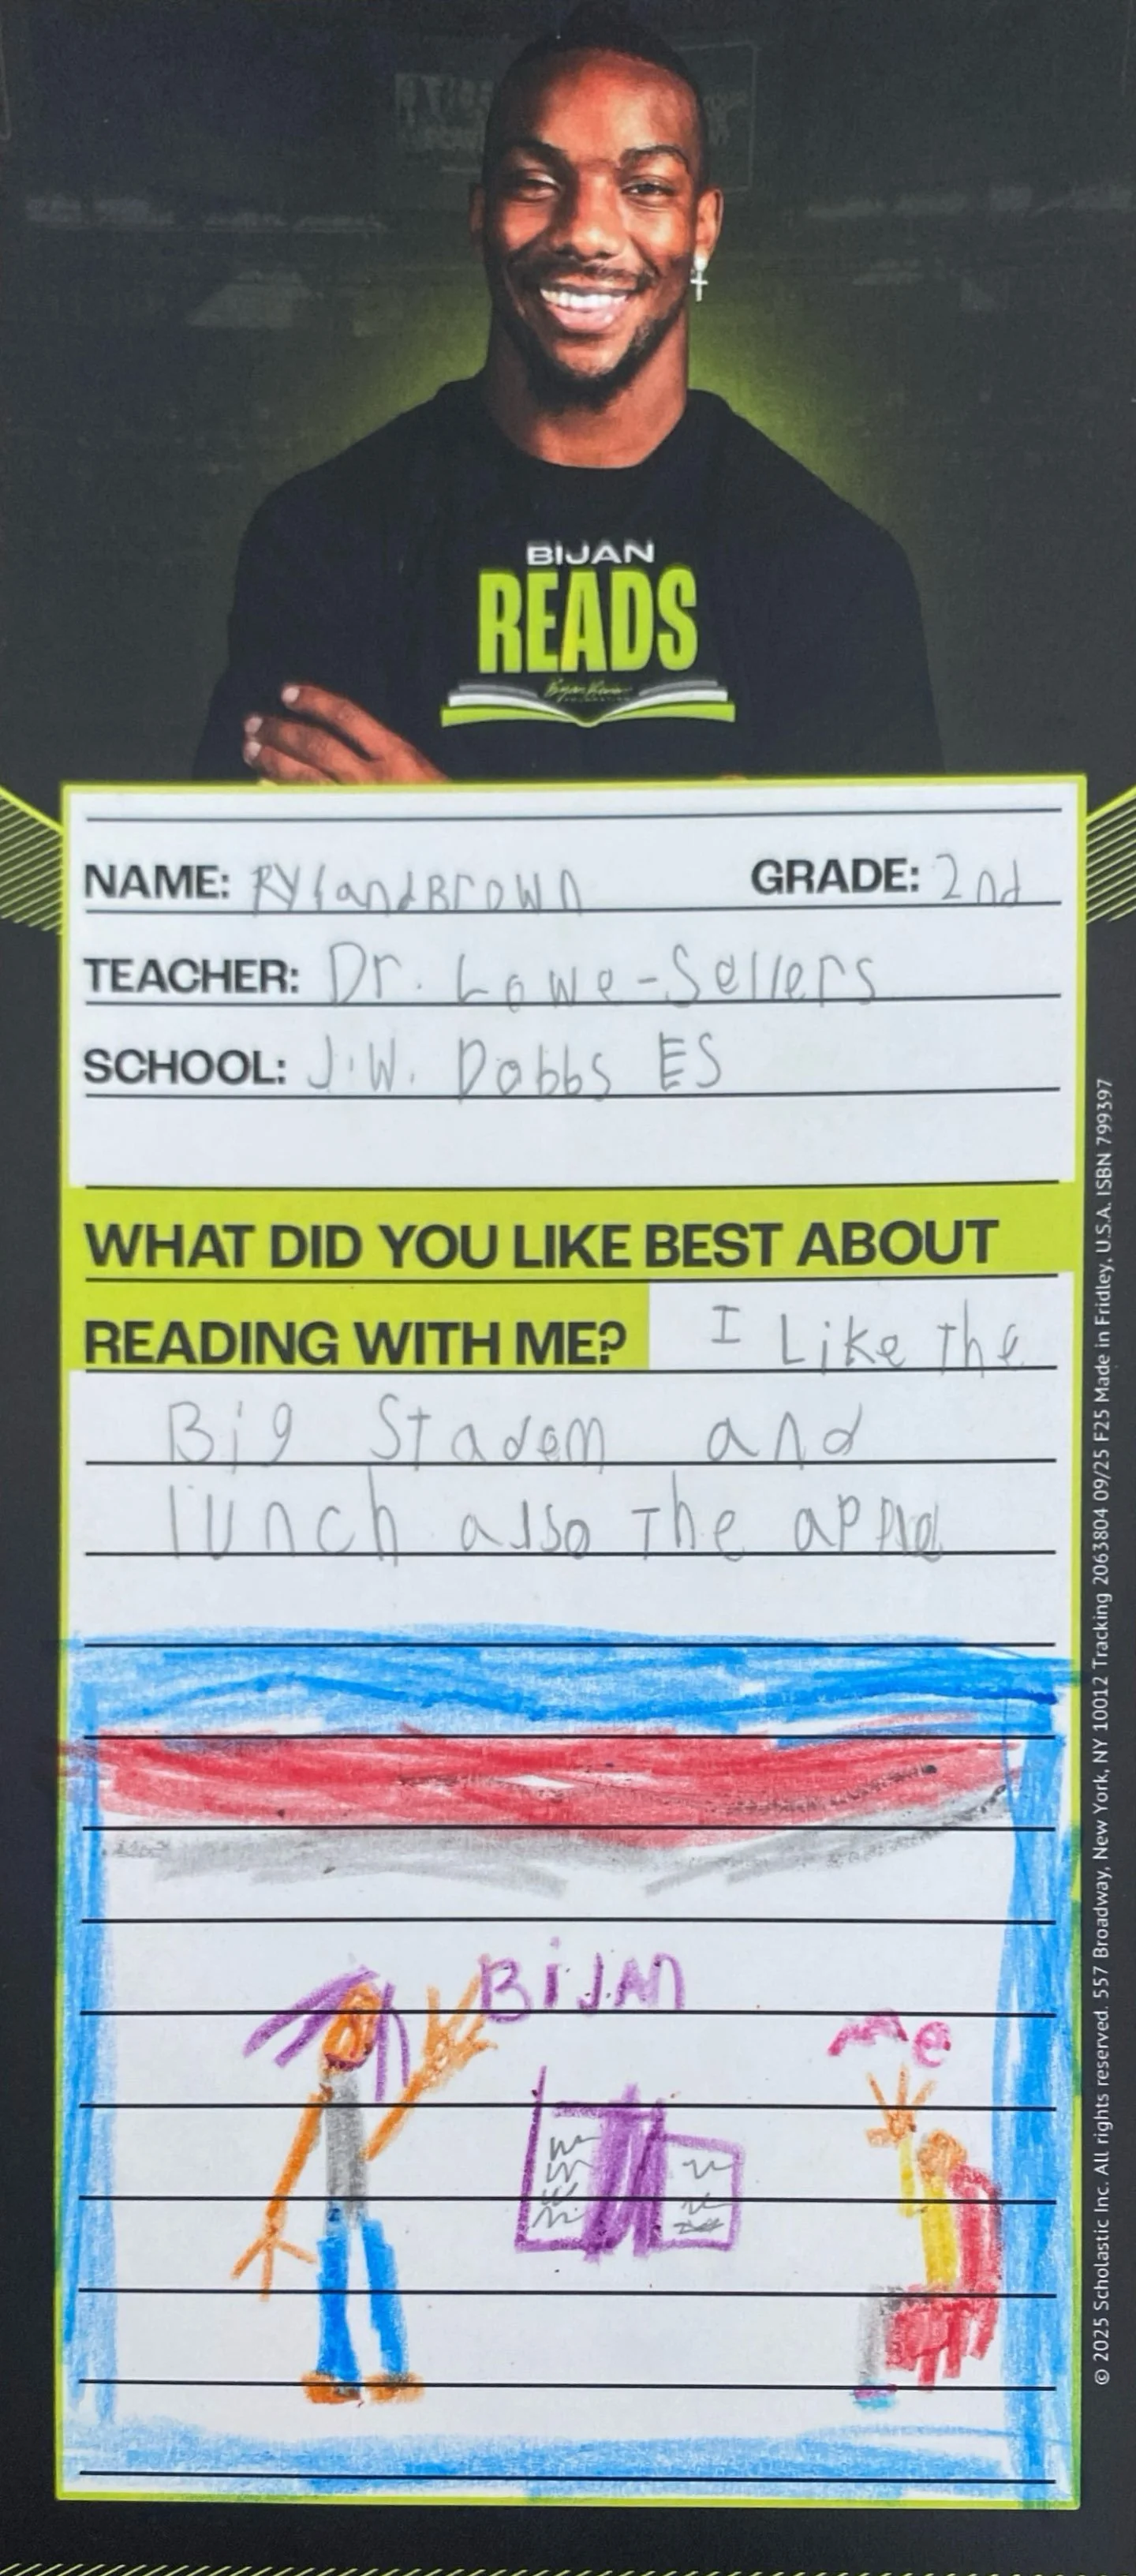 BIJAN
READS
NAME: RYlandBrown GRADE: 2nd
TEACHER: Dr. Lowe-Sellers
SCHOOL: J.W. Dobbs ES
WHAT DID YOU LIKE BEST ABOUT
READING WITH ME? I Like the
Big Stadem and
lunch also The
BiJAn
me
© 2025 Scholastic Inc. All rights reserved. 557 Broadway, New York, NY 10012 Tracking 2063804 09/25 F25 Made in Fridley, U.S.A. ISBN 799397